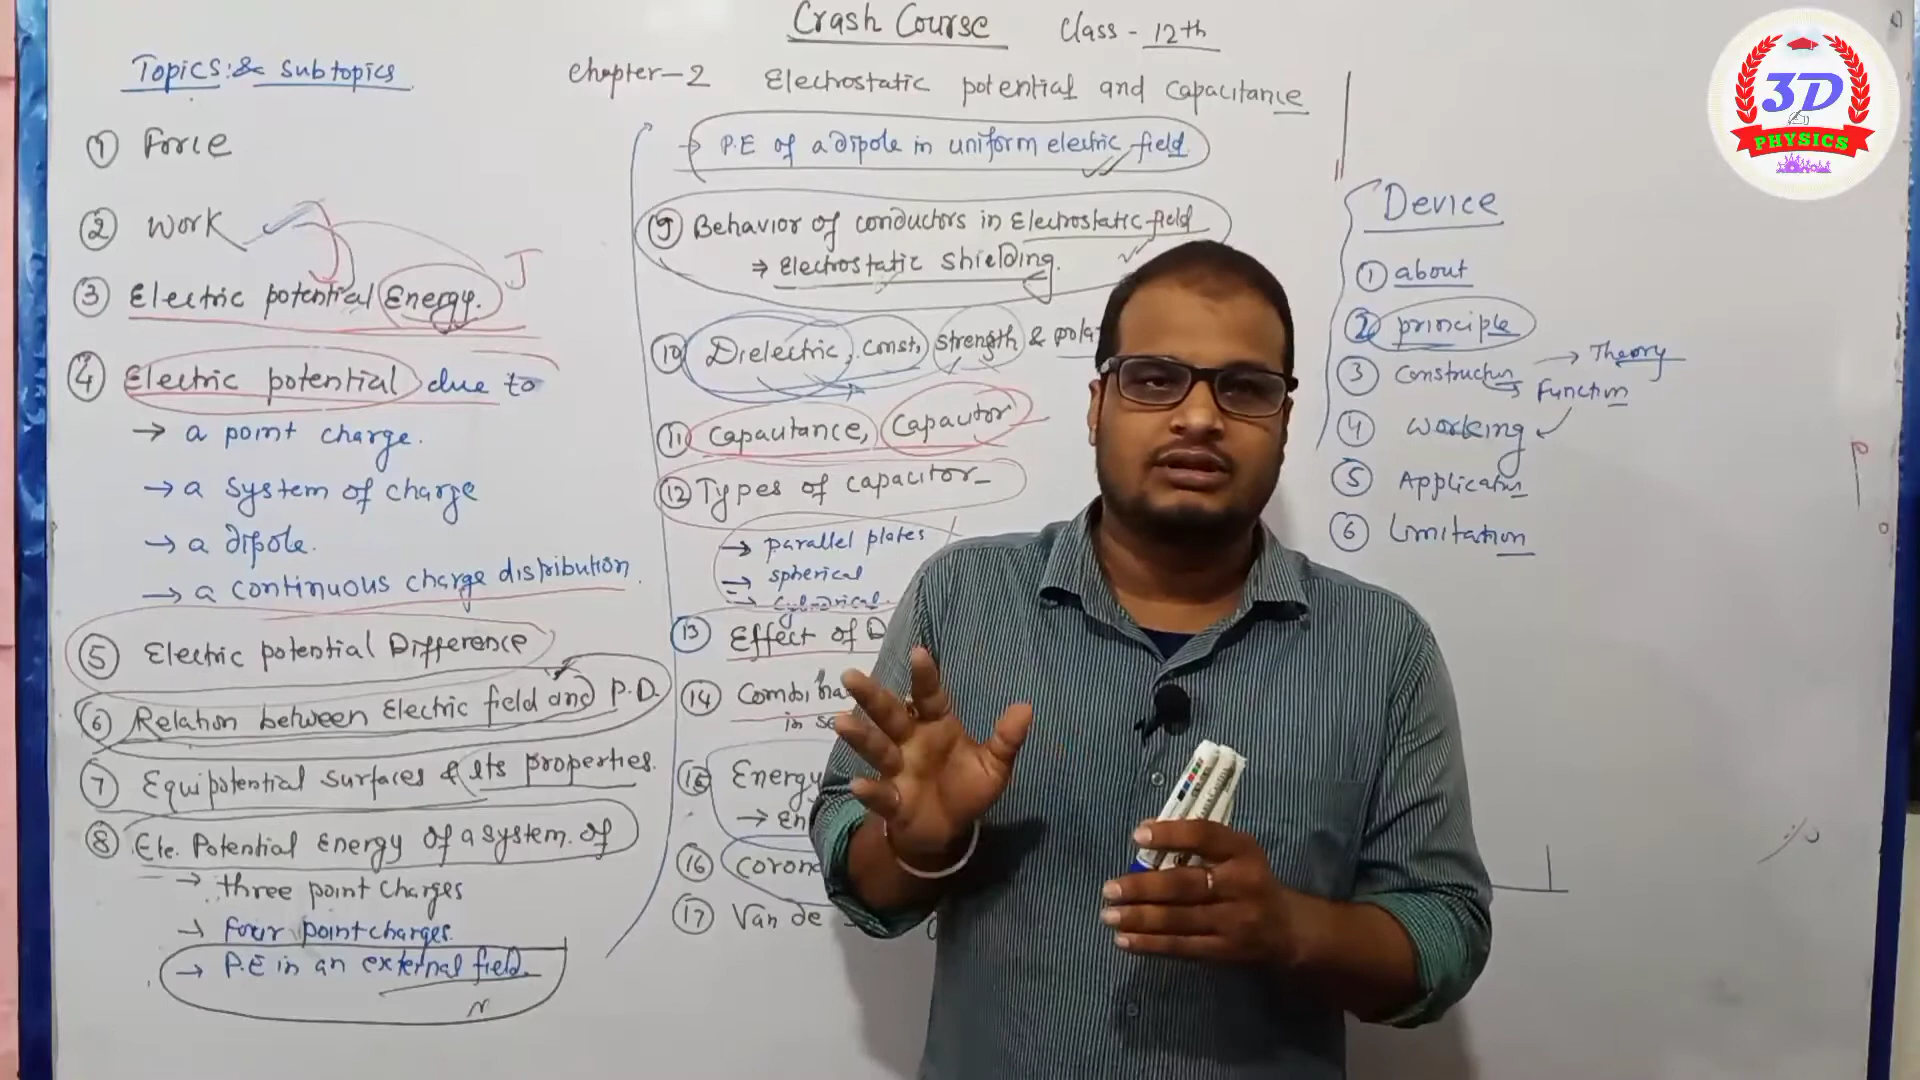 Crash Course Class - 12th
Chapter-2 Electrostatic potential and Capacitance
Topics & Subtopics
① Force
② Work
J
③ Electric potential Energy.
④ Electric potential due to
→ a point charge.
→ a system of charge
→ a dipole.
→ a continuous charge distribution
⑤ Electric potential Difference
⑥ Relation between Electric field and P.D.
⑦ Equipotential surfaces & its properties.
⑧ Ele. Potential Energy of a system of
→ three point charges
→ four point charges.
→ P.E in an external field
→ P.E of a dipole in uniform electric field
⑨ Behavior of conductors in Electrostatic field
⇒ Electrostatic shielding.
⑩ Dielectric, const, strength &
⑪ Capacitance, Capacitor
⑫ Types of capacitor
→ parallel plates
→ spherical
→ cylindrical
⑬ Effect of
⑭
in
⑮ Energy
→
⑯
⑰ Van de
Device
① about
② principle
③ Construction → Theory
Function
④ Working
⑤ Application
⑥ Limitation
3D
PHYSICS